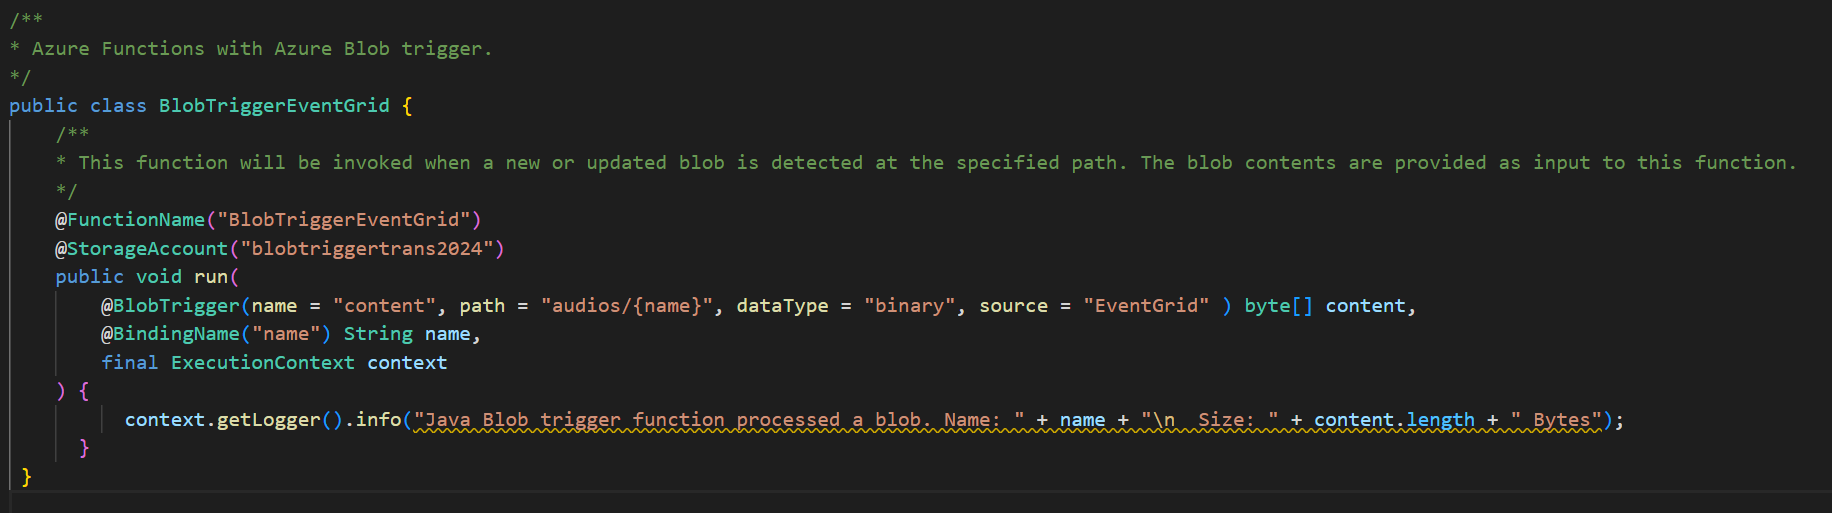 /**
* Azure Functions with Azure Blob trigger.
*/
public class BlobTriggerEventGrid {
    /**
    * This function will be invoked when a new or updated blob is detected at the specified path. The blob contents are provided as input to this function.
    */
    @FunctionName("BlobTriggerEventGrid")
    @StorageAccount("blobtriggertrans2024")
    public void run(
        @BlobTrigger(name = "content", path = "audios/{name}", dataType = "binary", source = "EventGrid" ) byte[] content,
        @BindingName("name") String name,
        final ExecutionContext context
    ) {
          context.getLogger().info("Java Blob trigger function processed a blob. Name: " + name + "\n  Size: " + content.length + " Bytes");
      }
 }